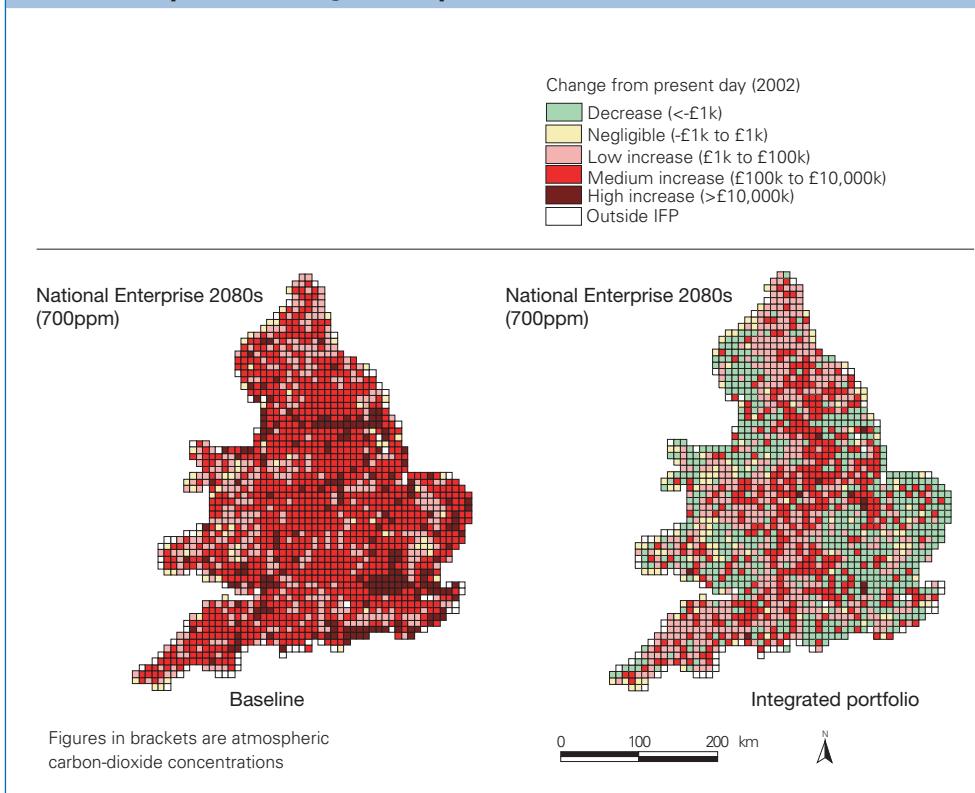 Change from present day (2002)
Decrease (<-£1k)
Negligible (-£1k to £1k)
Low increase (£1k to £100k)
Medium increase (£100k to £10,000k)
High increase (>£10,000k)
Outside IFP
National Enterprise 2080s
(700ppm)
National Enterprise 2080s
(700ppm)
Baseline
Integrated portfolio
Figures in brackets are atmospheric
carbon-dioxide concentrations
0 100 200 km
N